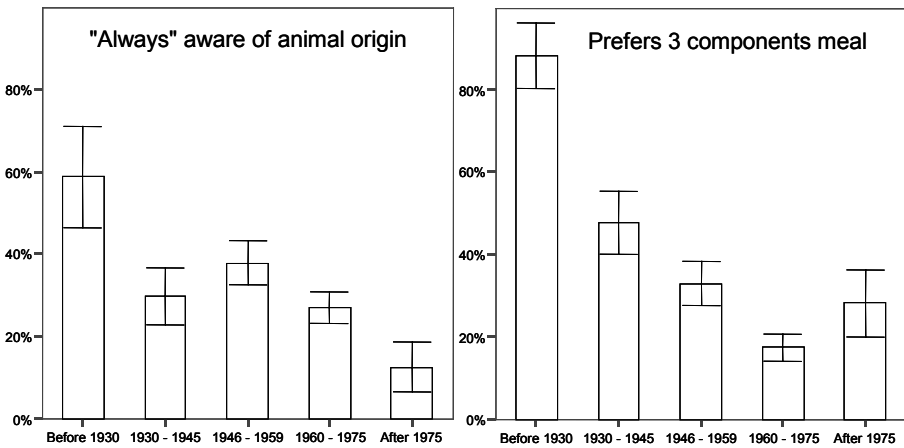 "Always" aware of animal origin
80%
60%
40%
20%
0%
Before 1930 1930 - 1945 1946 - 1959 1960 - 1975 After 1975
Prefers 3 components meal
80%
60%
40%
20%
0%
Before 1930 1930 - 1945 1946 - 1959 1960 - 1975 After 1975